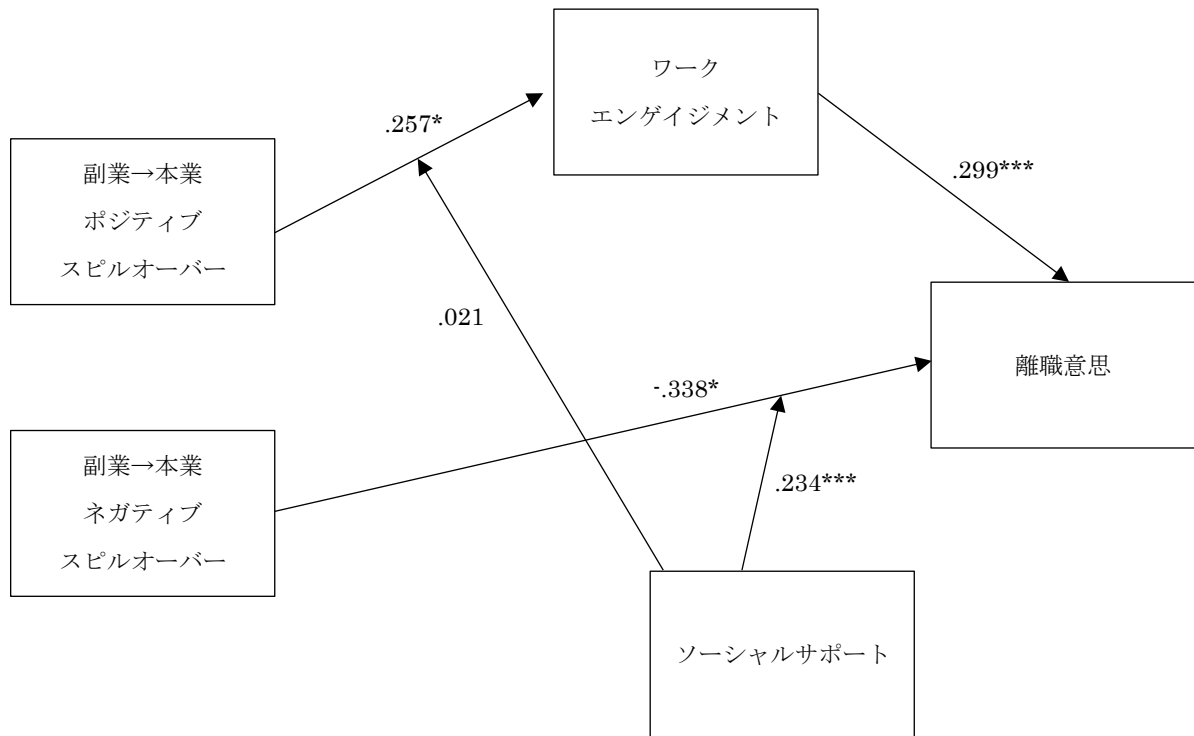 ワーク
エンゲイジメント
.257*
副業→本業
ポジティブ
スピルオーバー
.299***
.021
離職意思
-.338*
副業→本業
ネガティブ
スピルオーバー
.234***
ソーシャルサポート